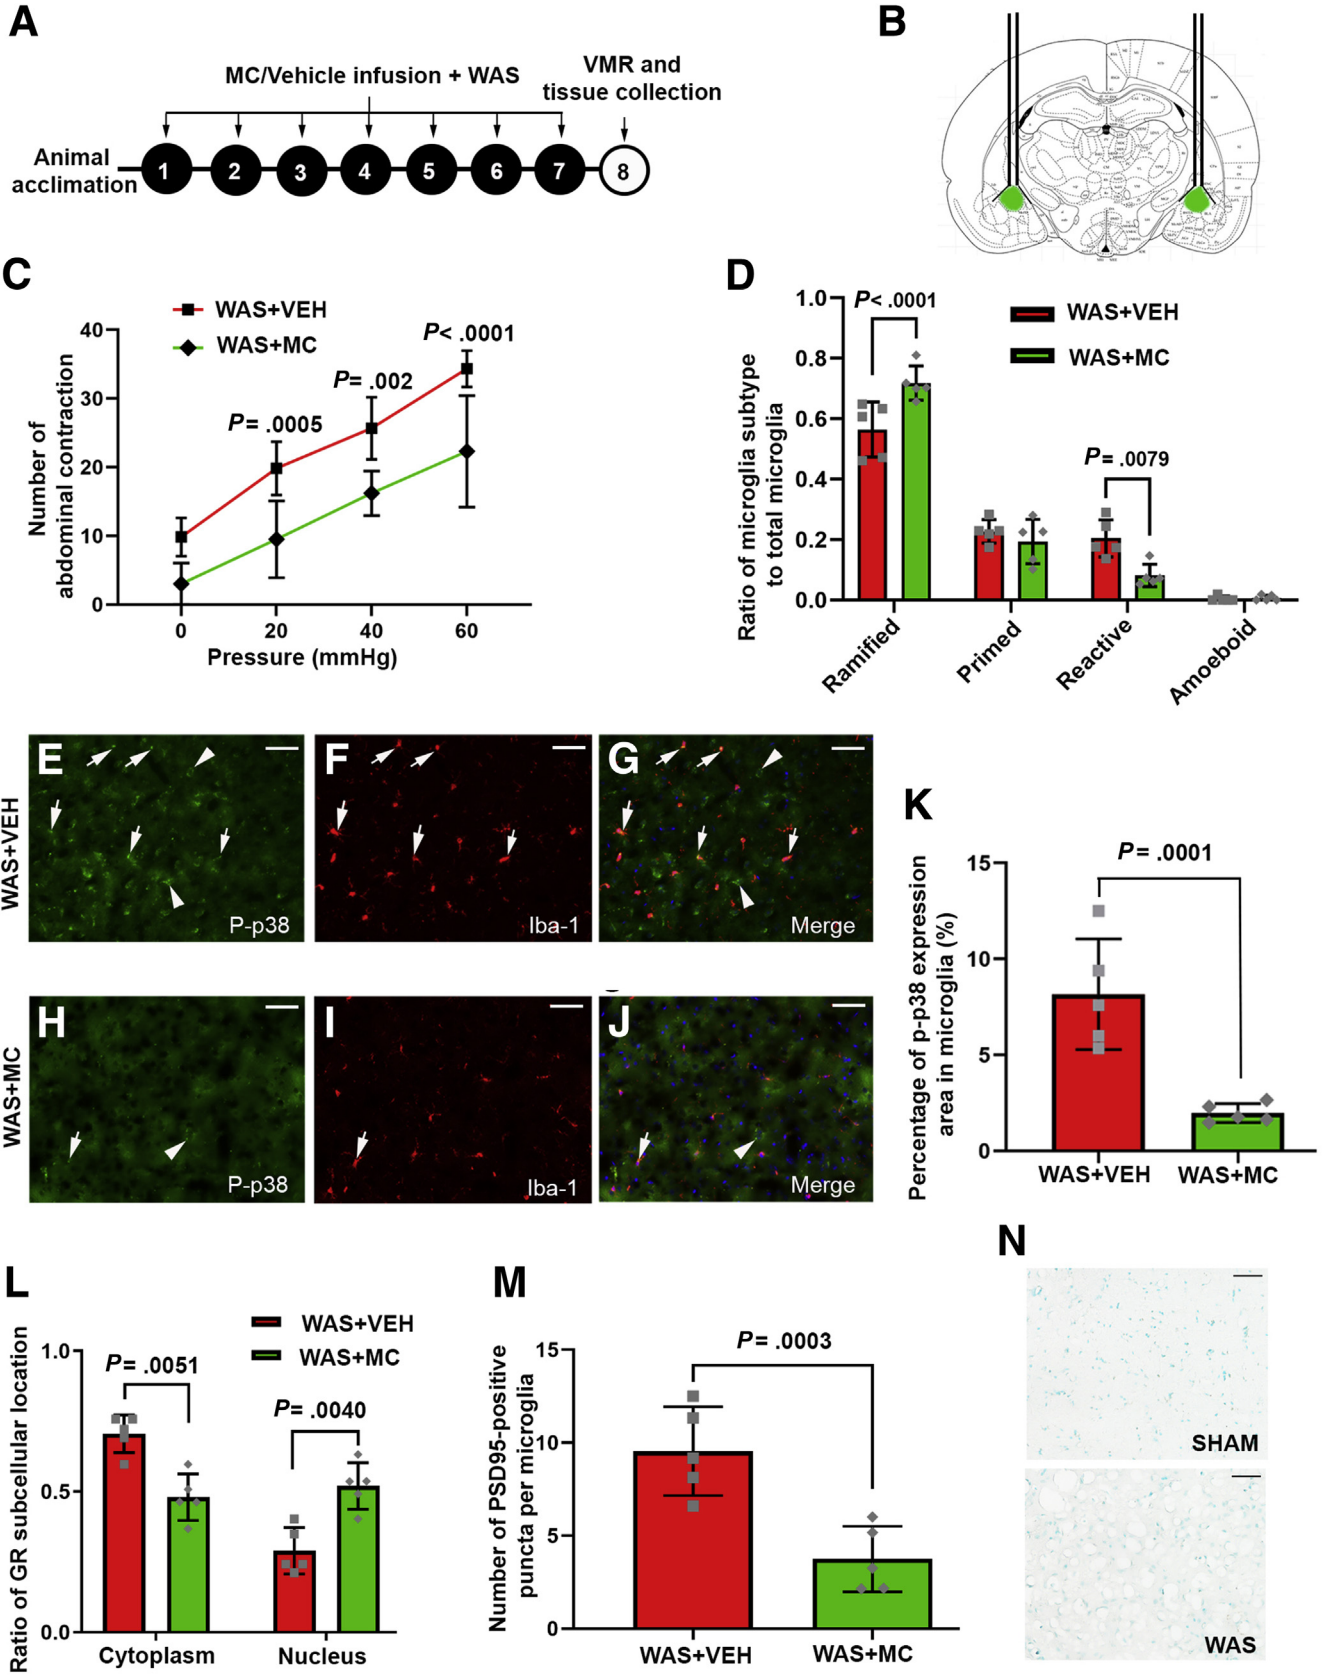 A
MC/Vehicle infusion + WAS
VMR and
tissue collection
Animal
acclimation
1 2 3 4 5 6 7 8
B
C
WAS+VEH
WAS+MC
P< .0001
P= .002
P= .0005
Number of
abdominal contraction
40
30
20
10
0
0 20 40 60
Pressure (mmHg)
D
WAS+VEH
WAS+MC
P< .0001
P= .0079
Ratio of microglia subtype
to total microglia
1.0
0.8
0.6
0.4
0.2
0.0
Ramified
Primed
Reactive
Amoeboid
WAS+VEH
E
P-p38
F
Iba-1
G
Merge
WAS+MC
H
P-p38
I
Iba-1
J
Merge
K
P= .0001
Percentage of p-p38 expression
area in microglia (%)
15
10
5
0
WAS+VEH WAS+MC
L
WAS+VEH
WAS+MC
P= .0051
P= .0040
Ratio of GR subcellular location
1.0
0.5
0.0
Cytoplasm Nucleus
M
P= .0003
Number of PSD95-positive
puncta per microglia
15
10
5
0
WAS+VEH WAS+MC
N
SHAM
WAS